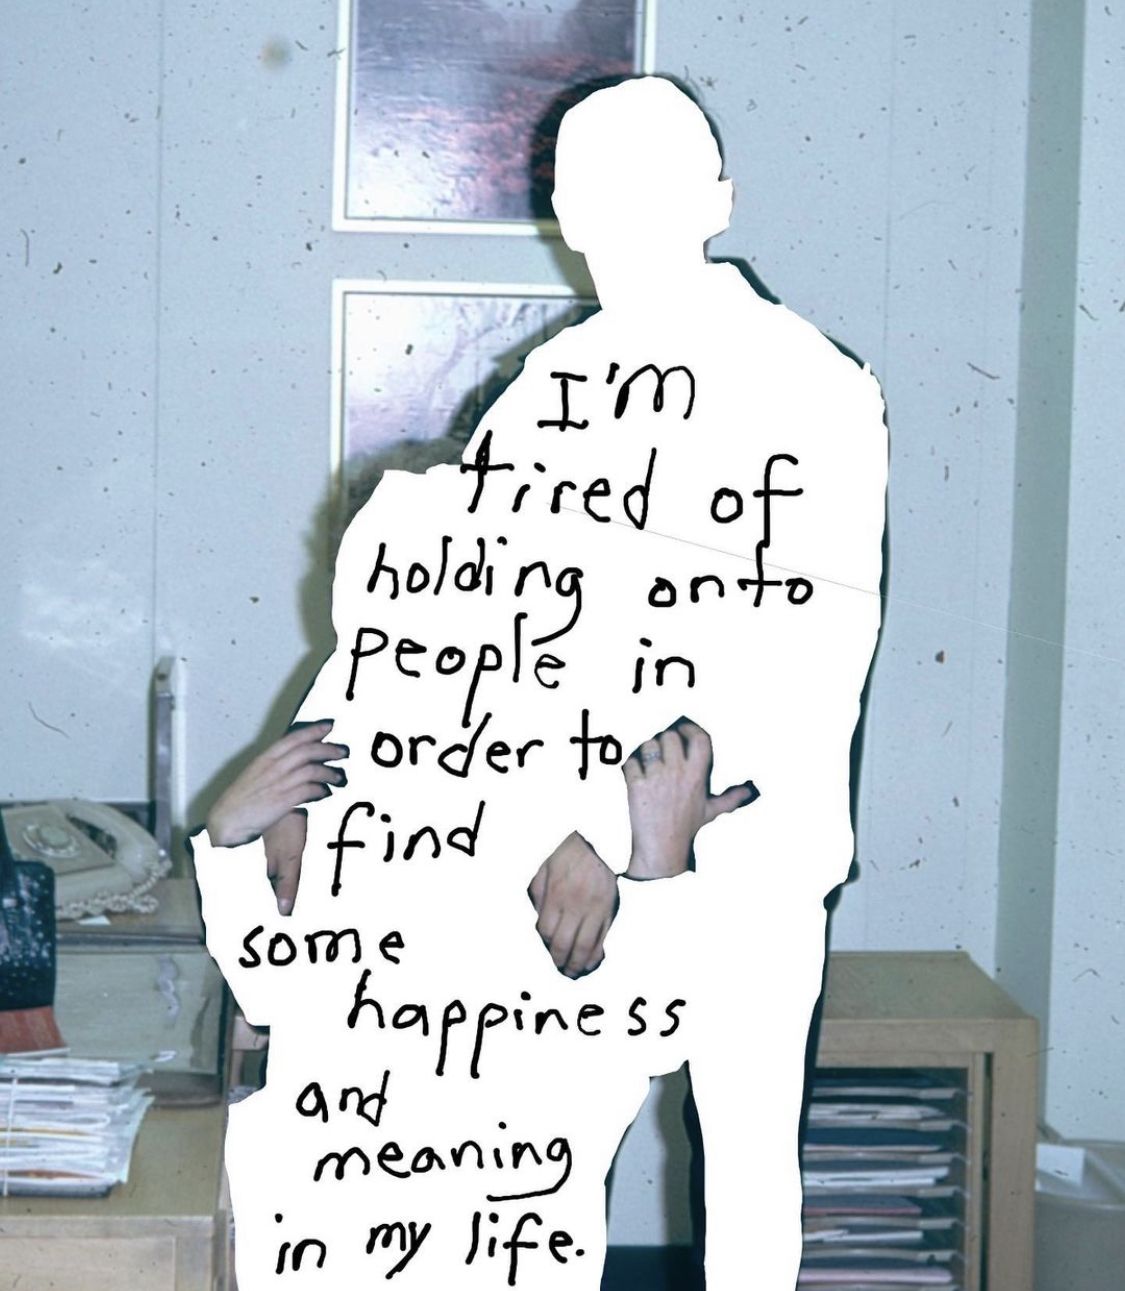 I'm
tired of
holding onto
people in
order to
find
some
happiness
and
meaning
in my life.